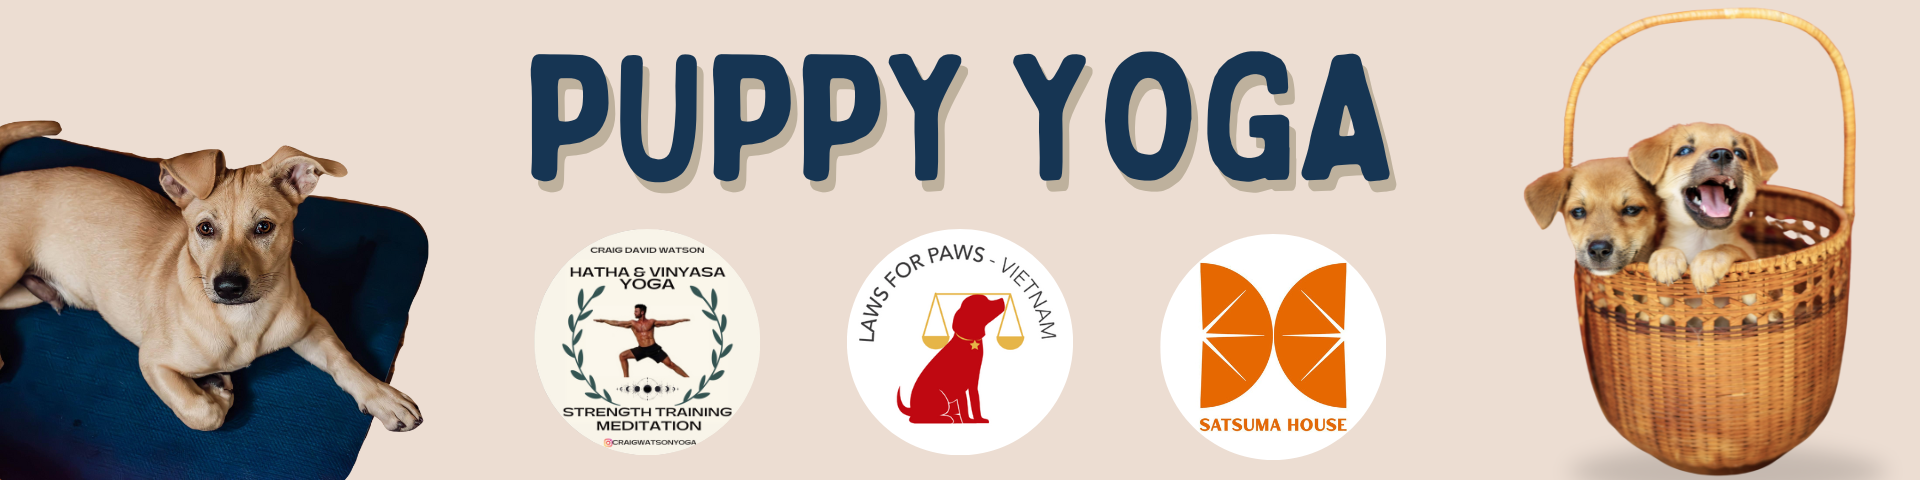 PUPPY YOGA
CRAIG DAVID WATSON
HATHA & VINYASA
YOGA
STRENGTH TRAINING
MEDITATION
CRAIGWATSONYOGA
LAWS FOR PAWS - VIETNAM
SATSUMA HOUSE